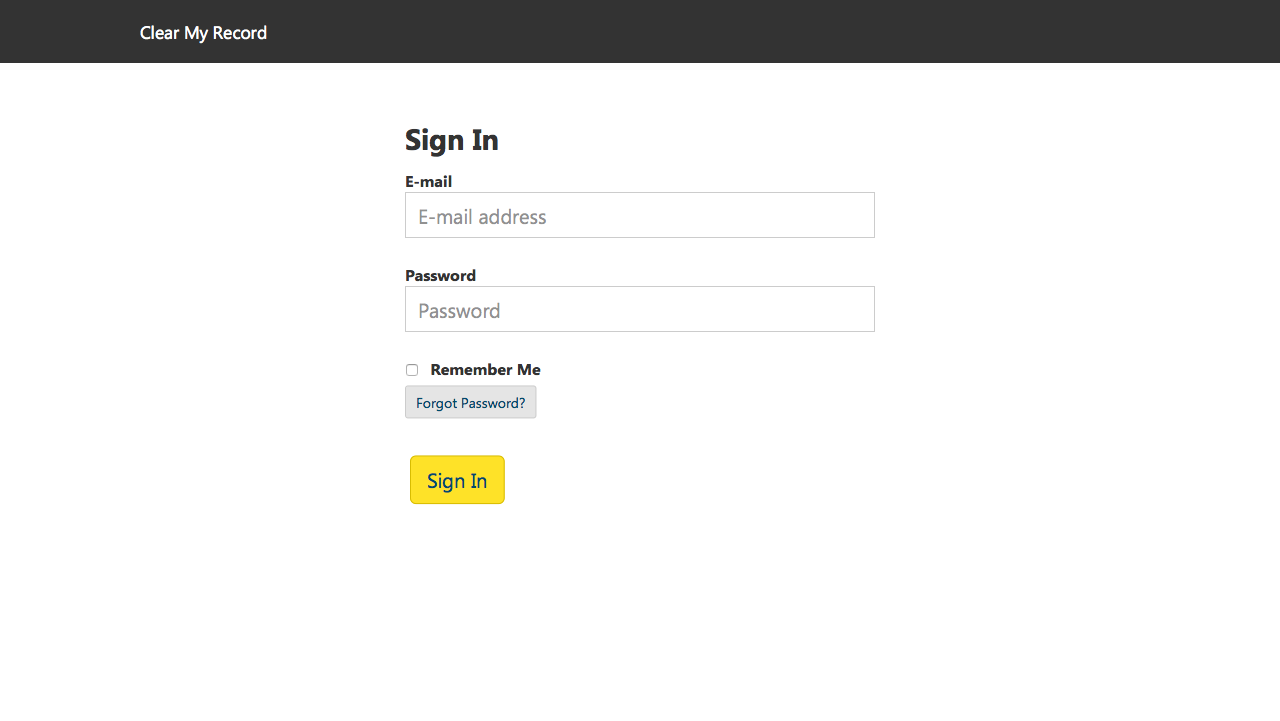 Clear My Record
Sign In
E-mail
E-mail address
Password
Password
Remember Me
Forgot Password?
Sign In